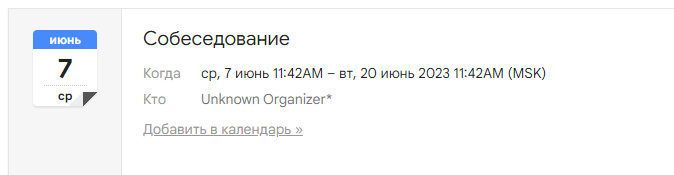 июнь
7
ср
Собеседование
Когда ср, 7 июнь 11:42AM – вт, 20 июнь 2023 11:42AM (MSK)
Кто Unknown Organizer*
Добавить в календарь »